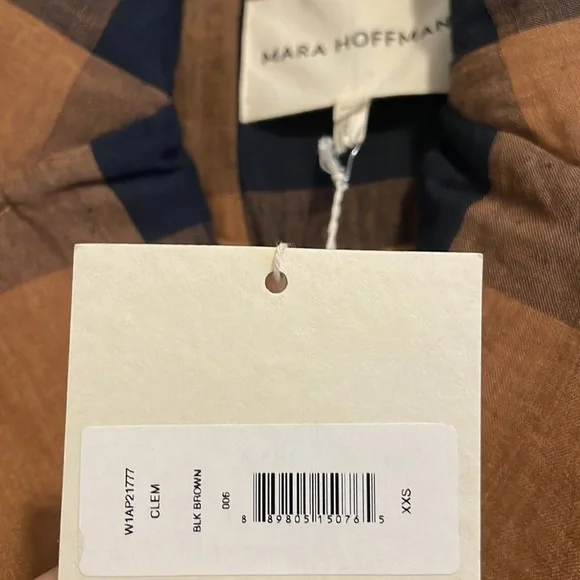 MARA HOFFMAN
W1AP21777
CLEM
BLK BROWN
006
8 89805 15076 5
XXS